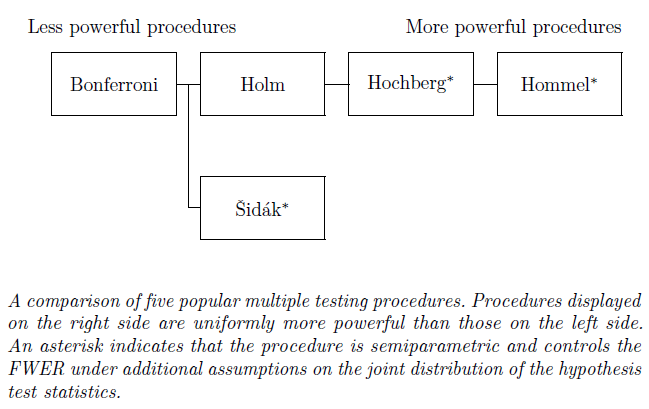 Less powerful procedures
More powerful procedures
Bonferroni
Holm
Hochberg*
Hommel*
Šidák*
A comparison of five popular multiple testing procedures. Procedures displayed
on the right side are uniformly more powerful than those on the left side.
An asterisk indicates that the procedure is semiparametric and controls the
FWER under additional assumptions on the joint distribution of the hypothesis
test statistics.